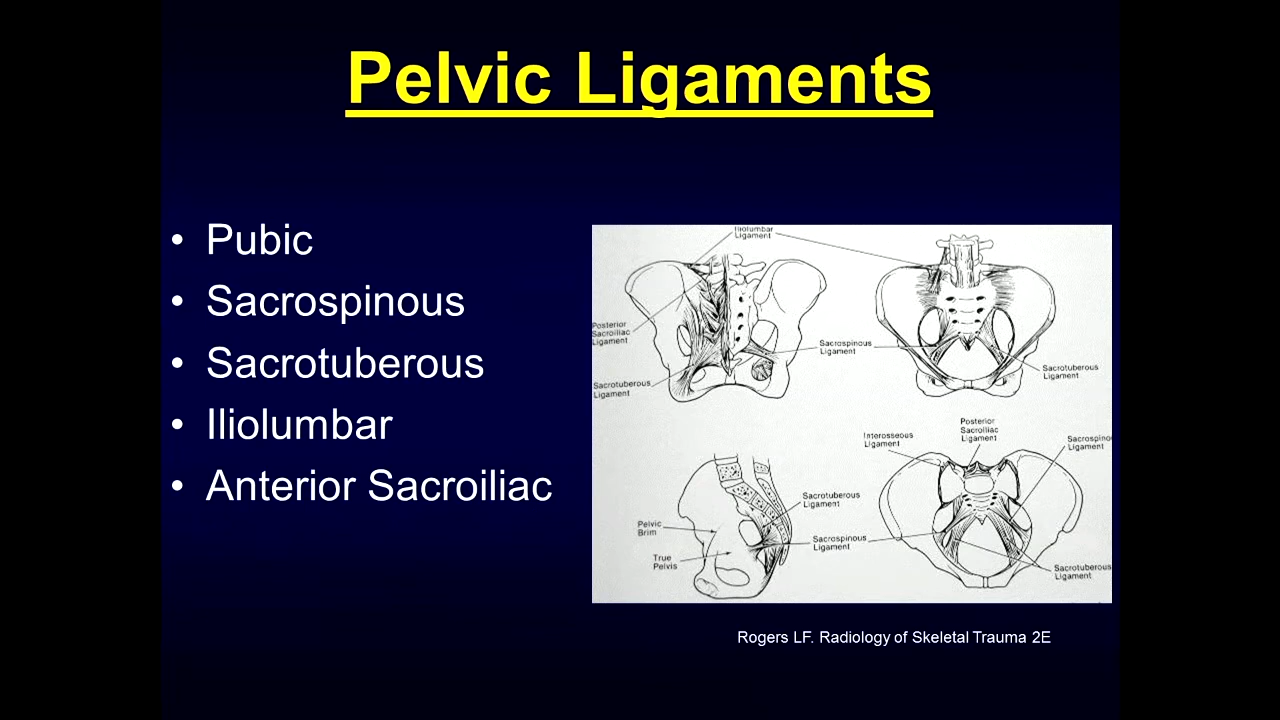 Pelvic Ligaments
• Pubic
• Sacrospinous
• Sacrotuberous
• Iliolumbar
• Anterior Sacroiliac
Iliolumbar
Ligament
Posterior
Sacroiliac
Ligament
Sacrospinous
Ligament
Sacrotuberous
Ligament
Sacrotuberous
Ligament
Interosseous
Ligament
Posterior
Sacroiliac
Ligament
Sacrospino
Ligament
Sacrotuberous
Ligament
Pelvic
Brim
Sacrospinous
Ligament
True
Pelvis
Sacrotuberous
Ligament
Rogers LF. Radiology of Skeletal Trauma 2E